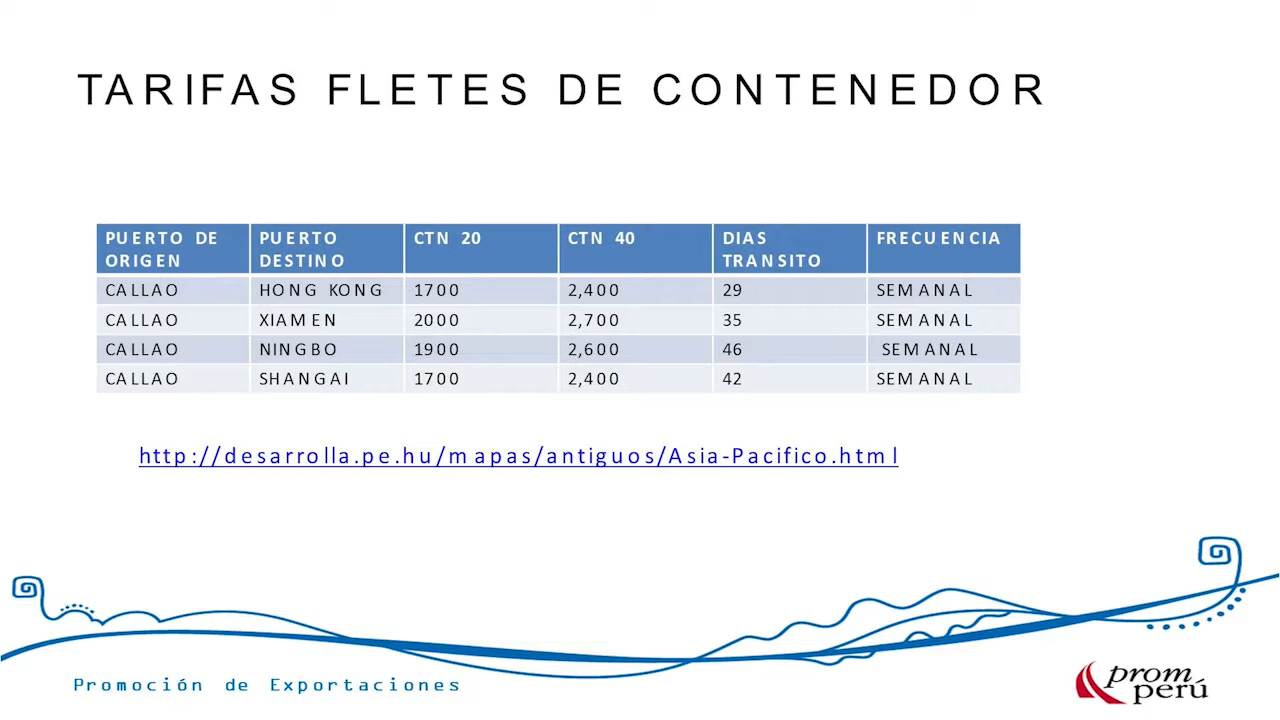 TARIFAS FLETES DE CONTENEDOR
PUERTO DE ORIGEN PUERTO DESTINO CTN 20 CTN 40 DIAS TRANSITO FRECUENCIA
CALLAO HONG KONG 1700 2,400 29 SEMANAL
CALLAO XIAMEN 2000 2,700 35 SEMANAL
CALLAO NINGBO 1900 2,600 46 SEMANAL
CALLAO SHANGAI 1700 2,400 42 SEMANAL
http://desarrolla.pe.hu/mapas/antiguos/Asia-Pacifico.html
Promoción de Exportaciones
prom
perú